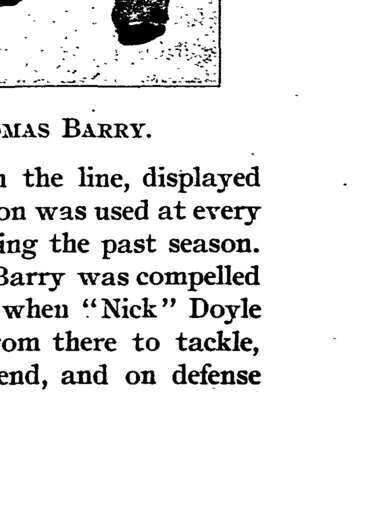 MAS BARRY.
the line, displayed
on was used at every
ing the past season.
Barry was compelled
when "Nick" Doyle
rom there to tackle,
end, and on defense